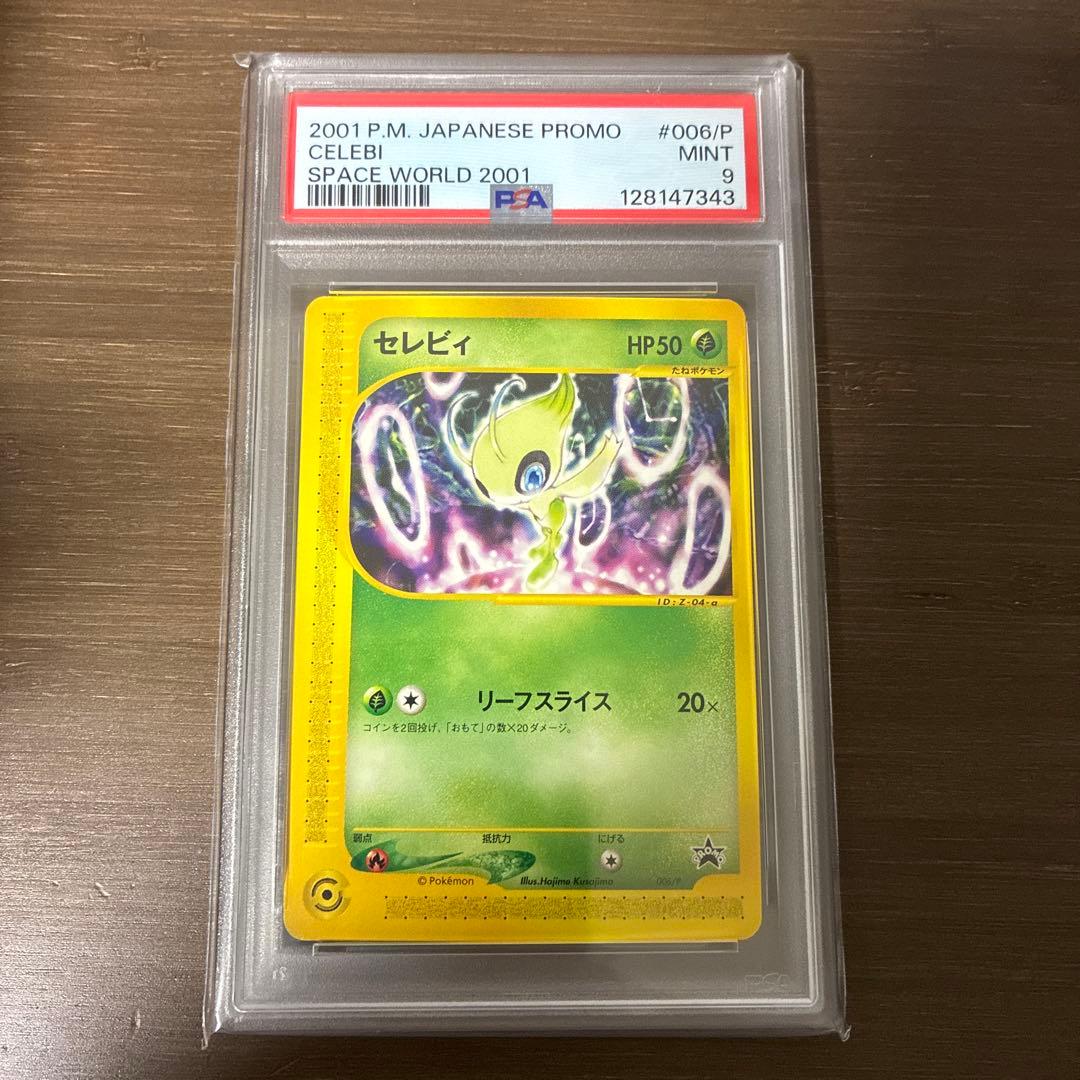 2001 P.M. JAPANESE PROMO #006/P
CELEBI MINT
SPACE WORLD 2001 9
PSA 128147343
セレビィ HP50
たねポケモン
ID:Z-04-a
リーフスライス 20×
コインを2回投げ、「おもて」の数×20ダメージ。
弱点 抵抗力 にげる
PROMO
©Pokémon Illus.Hajime Kusajima 006/P